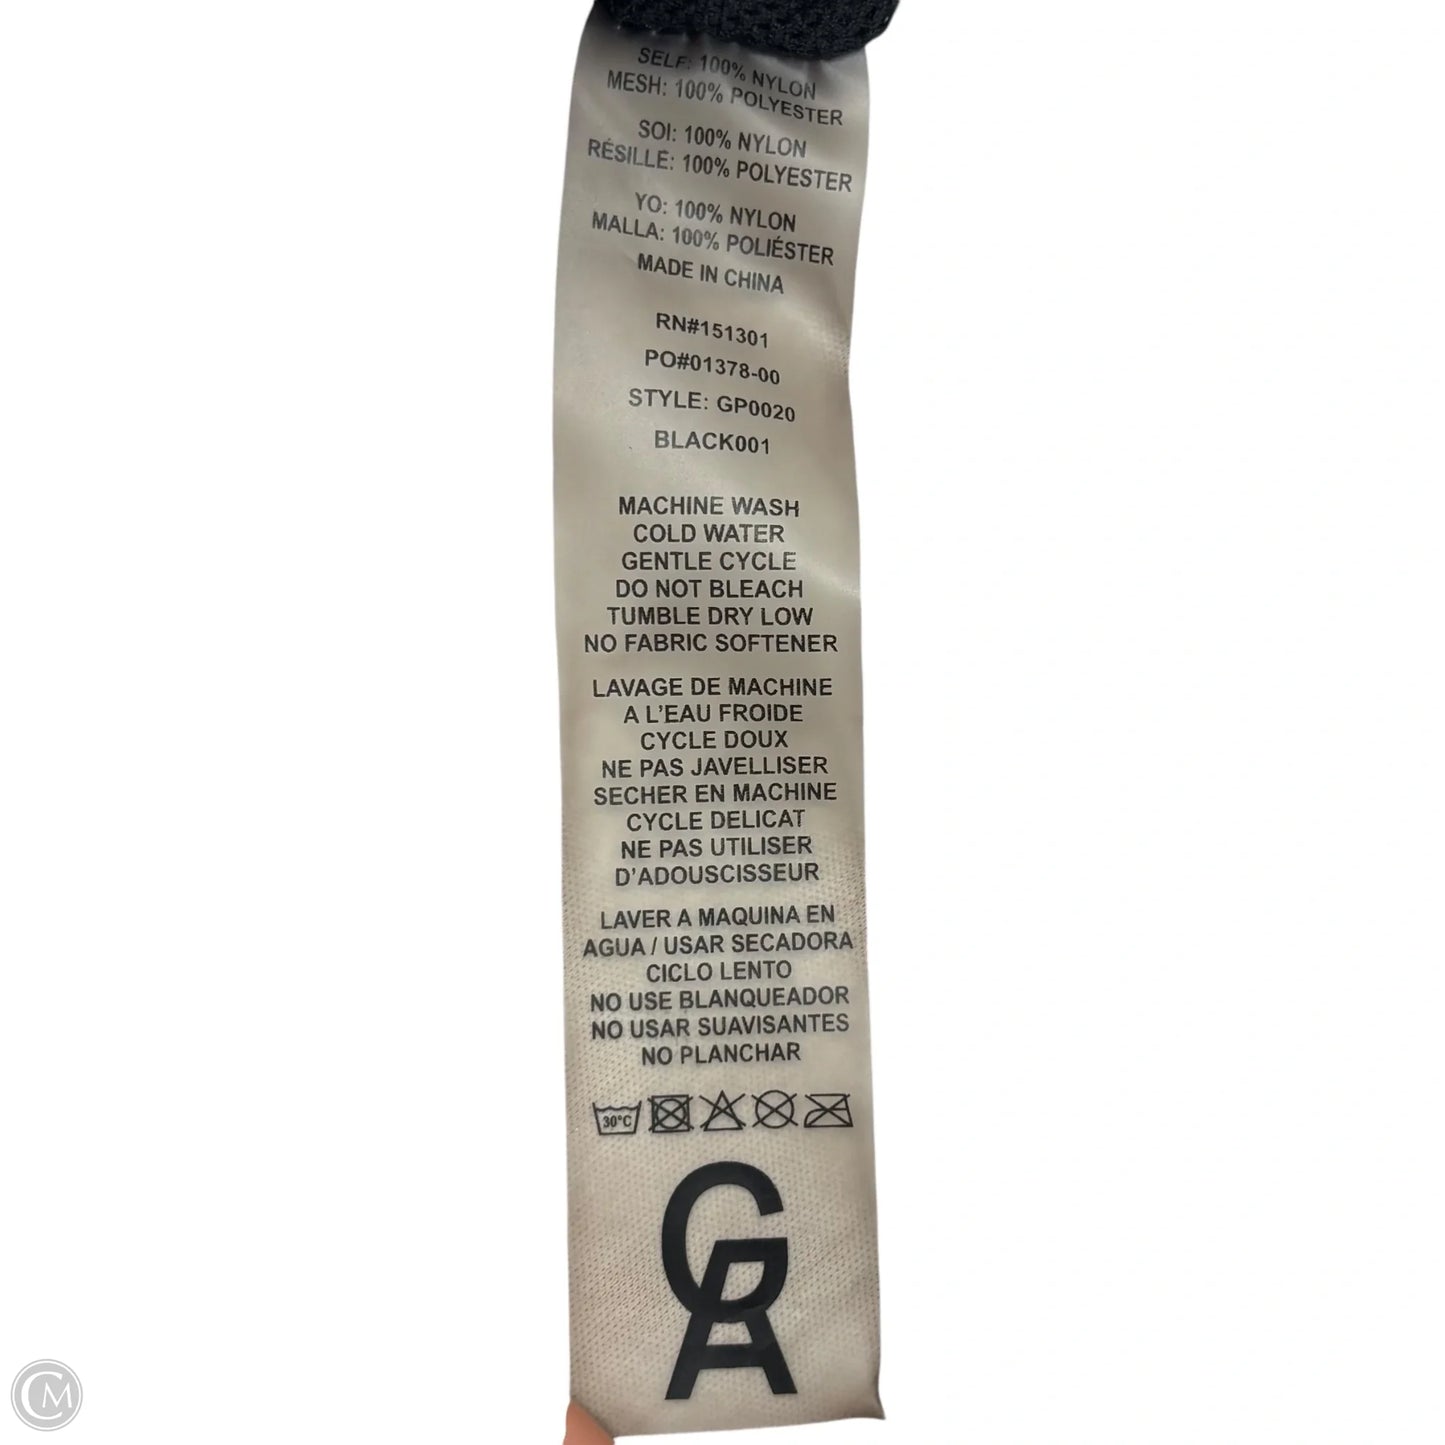 SELF: 100% NYLON
MESH: 100% POLYESTER
SOI: 100% NYLON
RÉSILLE: 100% POLYESTER
YO: 100% NYLON
MALLA: 100% POLIÉSTER
MADE IN CHINA
RN#151301
PO#01378-00
STYLE: GP0020
BLACK001
MACHINE WASH
COLD WATER
GENTLE CYCLE
DO NOT BLEACH
TUMBLE DRY LOW
NO FABRIC SOFTENER
LAVAGE DE MACHINE
A L'EAU FROIDE
CYCLE DOUX
NE PAS JAVELLISER
SECHER EN MACHINE
CYCLE DELICAT
NE PAS UTILISER
D'ADOUSCISSEUR
LAVER A MAQUINA EN
AGUA / USAR SECADORA
CICLO LENTO
NO USE BLANQUEADOR
NO USAR SUAVISANTES
NO PLANCHAR
30°C
GA
CM